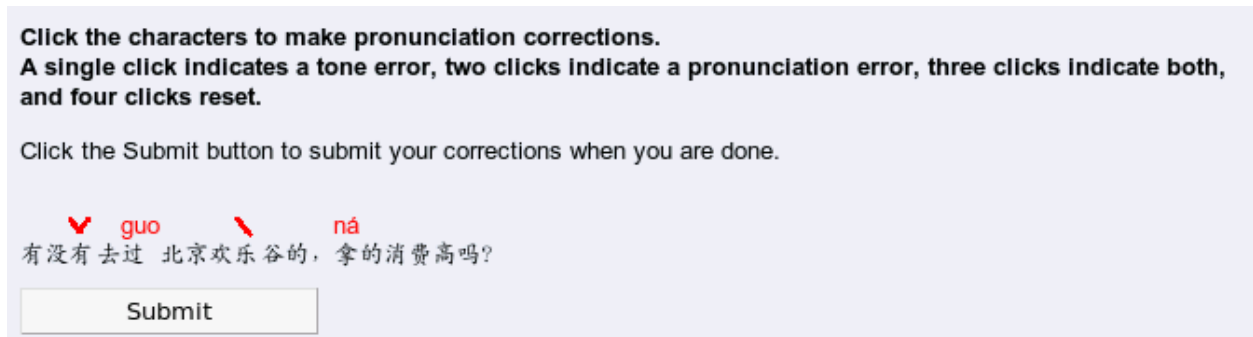 Click the characters to make pronunciation corrections.
A single click indicates a tone error, two clicks indicate a pronunciation error, three clicks indicate both,
and four clicks reset.
Click the Submit button to submit your corrections when you are done.
guo ná
有没有去过 北京欢乐谷的，拿的消费高吗？
Submit